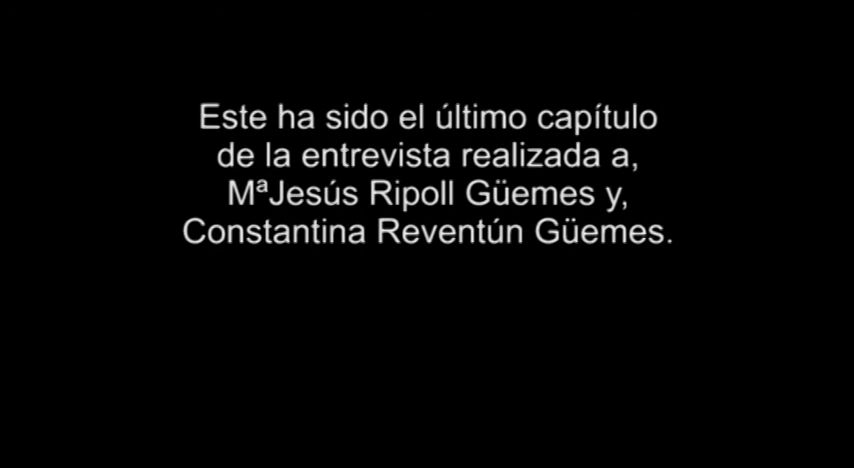 Este ha sido el último capítulo
de la entrevista realizada a,
MªJesús Ripoll Güemes y,
Constantina Reventún Güemes.